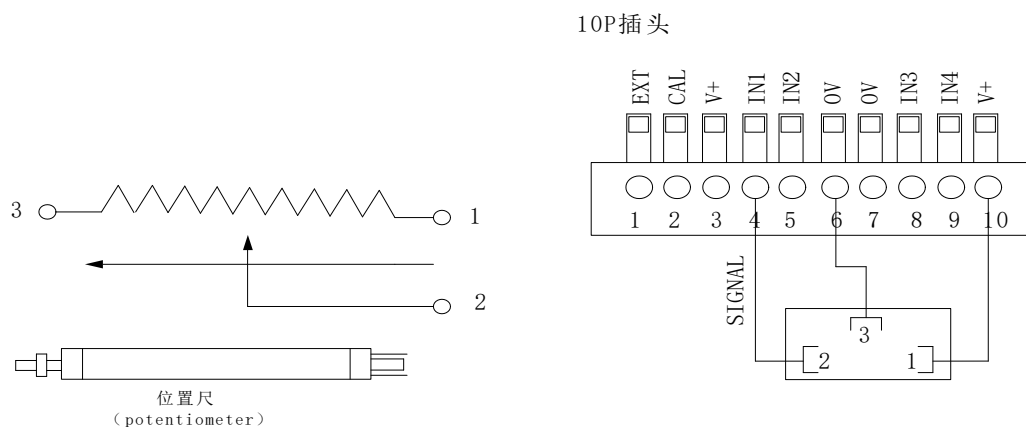 10P插头
EXT CAL V+ IN1 IN2 0V 0V IN3 IN4 V+
1 2 3 4 5 6 7 8 9 10
SIGNAL
3
2 1
3 1
2
位置尺
(potentiometer)